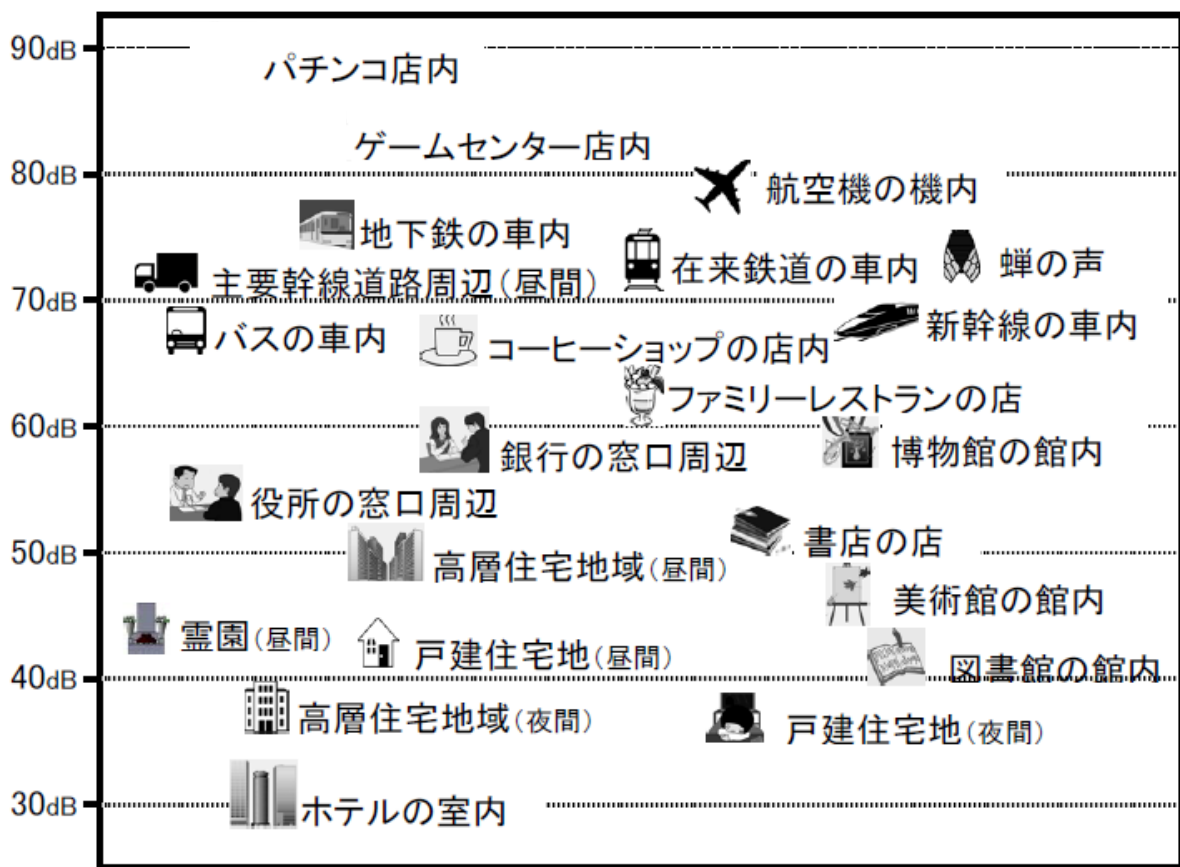 90dB
パチンコ店内
ゲームセンター店内
80dB
航空機の機内
地下鉄の車内
在来鉄道の車内
蝉の声
主要幹線道路周辺(昼間)
70dB
バスの車内
コーヒーショップの店内
新幹線の車内
ファミリーレストランの店
60dB
銀行の窓口周辺
博物館の館内
役所の窓口周辺
書店の店
50dB
高層住宅地域(昼間)
美術館の館内
霊園(昼間)
戸建住宅地(昼間)
図書館の館内
40dB
高層住宅地域(夜間)
戸建住宅地(夜間)
30dB
ホテルの室内